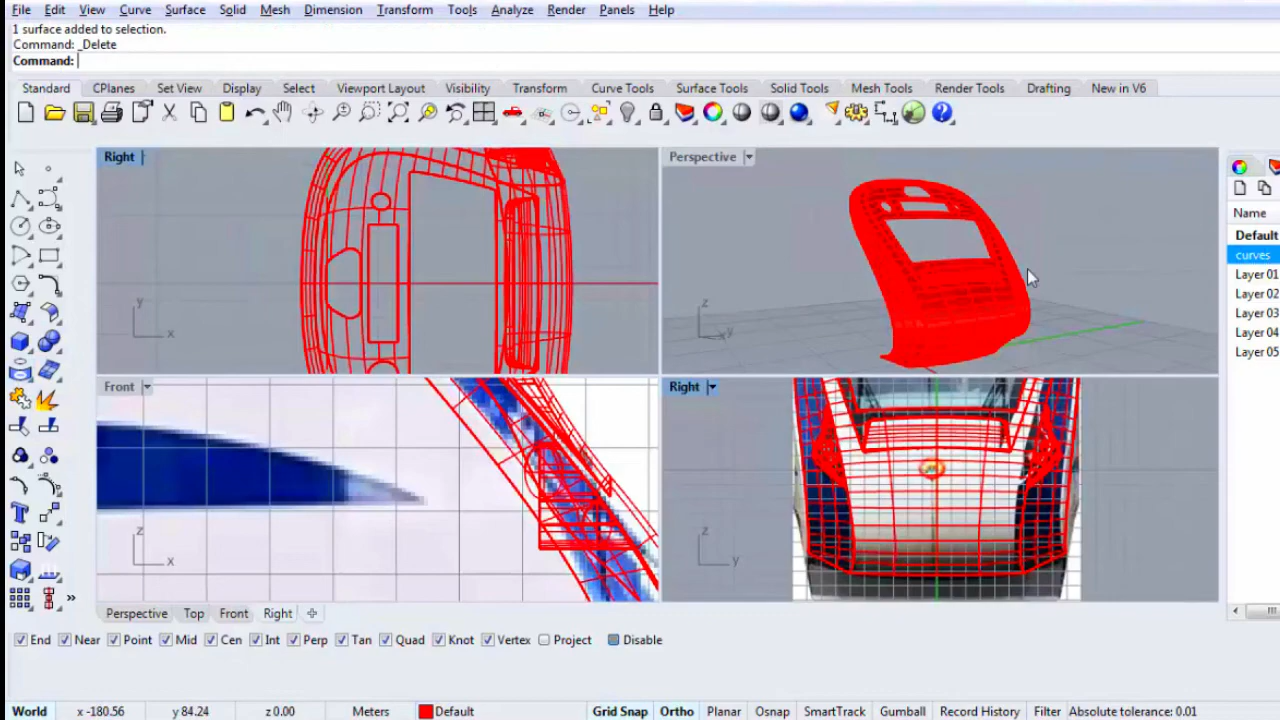 File Edit View Curve Surface Solid Mesh Dimension Transform Tools Analyze Render Panels Help
1 surface added to selection.
Command: _Delete
Command:
Standard CPlanes Set View Display Select Viewport Layout Visibility Transform Curve Tools Surface Tools Solid Tools Mesh Tools Render Tools Drafting New in V6
Right
y
x
Perspective
z
y
x
Name
Default
curves
Layer 01
Layer 02
Layer 03
Layer 04
Layer 05
Front
z
x
Right
z
y
Perspective Top Front Right
End Near Point Mid Cen Int Perp Tan Quad Knot Vertex Project Disable
World x -180.56 y 84.24 z 0.00 Meters Default Grid Snap Ortho Planar Osnap SmartTrack Gumball Record History Filter Absolute tolerance: 0.01